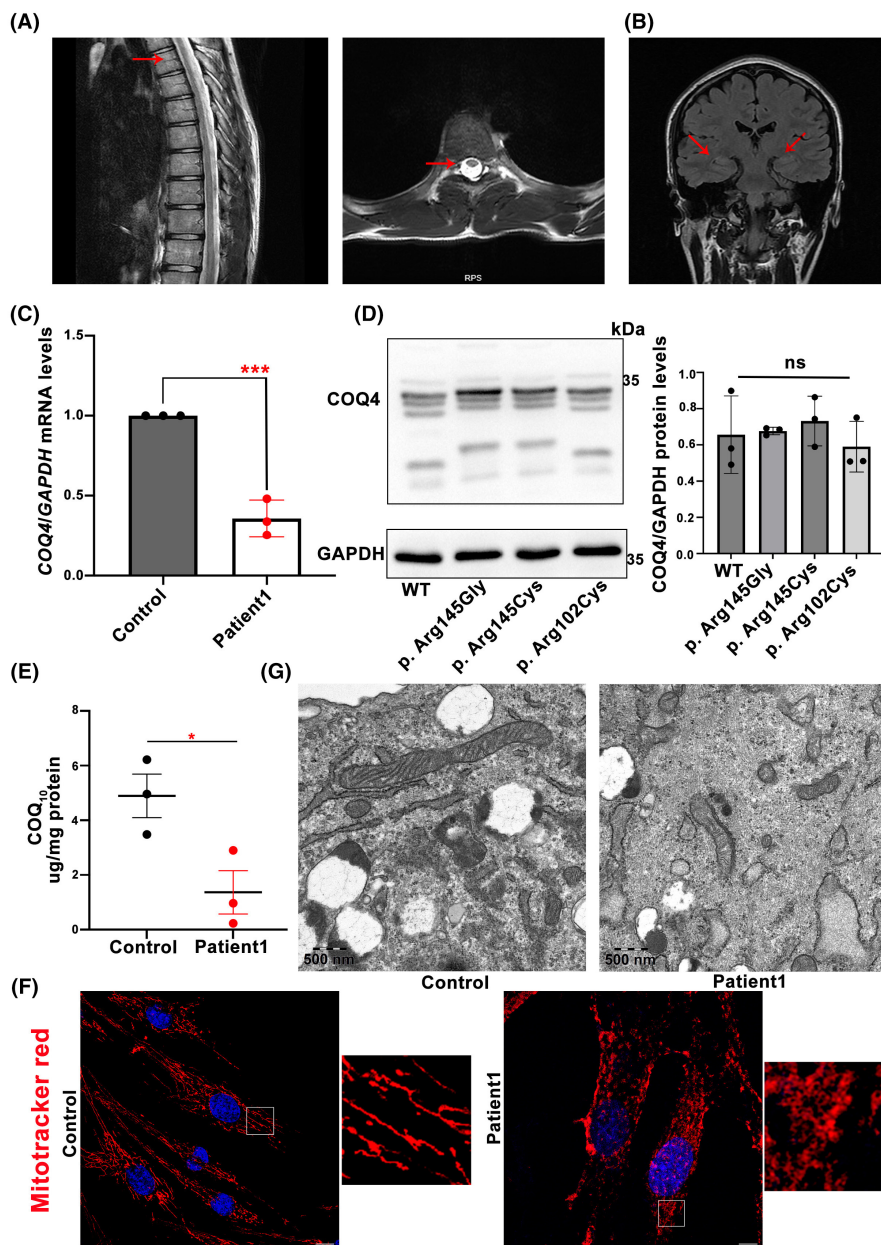 (A)
(B)
RPS
(C)
COQ4/GAPDH mRNA levels
1.5
1.0
0.5
0.0
***
Control
Patient1
(D)
kDa
COQ4
35
GAPDH
35
WT
p. Arg145Gly
p. Arg145Cys
p. Arg102Cys
COQ4/GAPDH protein levels
1.0
0.8
0.6
0.4
0.2
0.0
ns
WT
p. Arg145Gly
p. Arg145Cys
p. Arg102Cys
(E)
COQ10
ug/mg protein
8
6
4
2
0
*
Control
Patient1
(G)
500 nm
Control
500 nm
Patient1
(F)
Mitotracker red
Control
Patient1